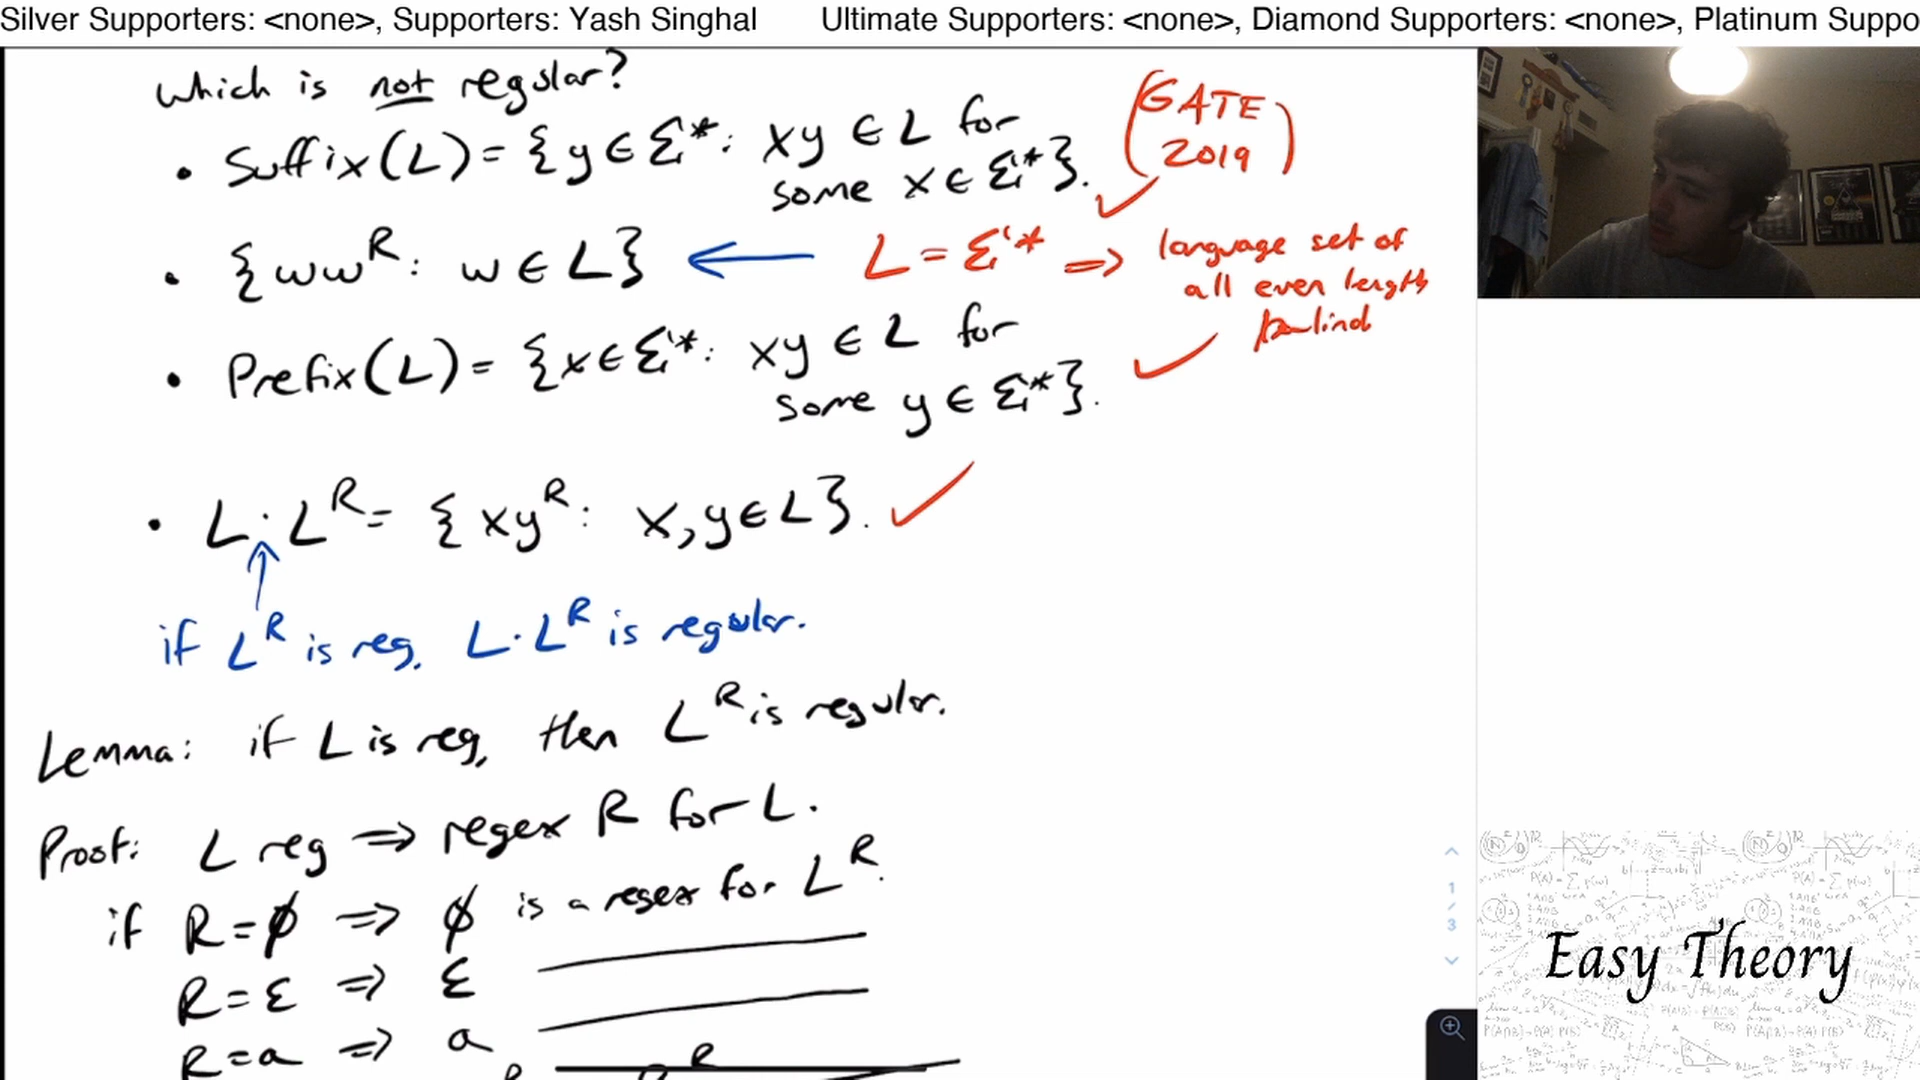 Silver Supporters: <none>, Supporters: Yash Singhal Ultimate Supporters: <none>, Diamond Supporters: <none>, Platinum Suppo
which is not regular?
• Suffix(L) = {y ∈ Σ*: xy ∈ L for
some x ∈ Σ*}.
(GATE
2019)
• {ww^R: w ∈ L} ← L = Σ* ⇒ language set of
all even length
• Prefix(L) = {x ∈ Σ*: xy ∈ L for
some y ∈ Σ*}.
• L·L^R = {xy^R: x,y ∈ L}.
if L^R is reg, L·L^R is regular.
Lemma: if L is reg, then L^R is regular.
Proof: L reg ⇒ regex R for L.
if R=∅ ⇒ ∅ is a regex for L^R.
R=ε ⇒ ε
R=a ⇒ a
1
/
3
Easy Theory